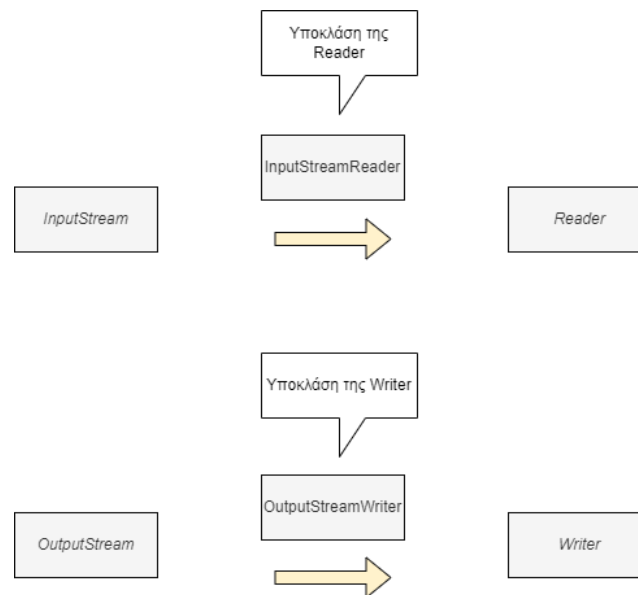 Υποκλάση της
Reader
InputStreamReader
InputStream
Reader
Υποκλάση της Writer
OutputStreamWriter
OutputStream
Writer